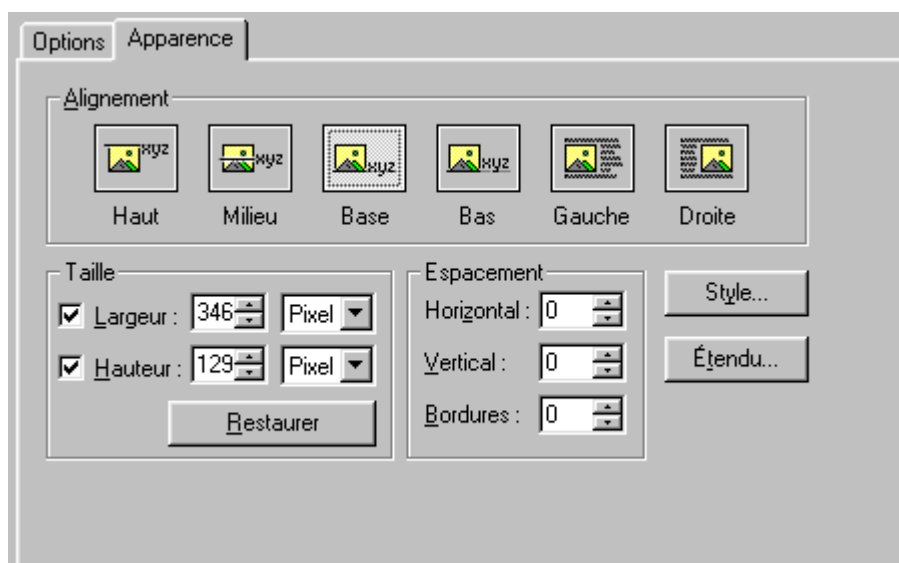 Options Apparence
Alignement
xyz xyz xyz xyz
Haut Milieu Base Bas Gauche Droite
Taille
Largeur : 346 Pixel
Hauteur : 129 Pixel
Restaurer
Espacement
Horizontal : 0
Vertical : 0
Bordures : 0
Style...
Étendu...